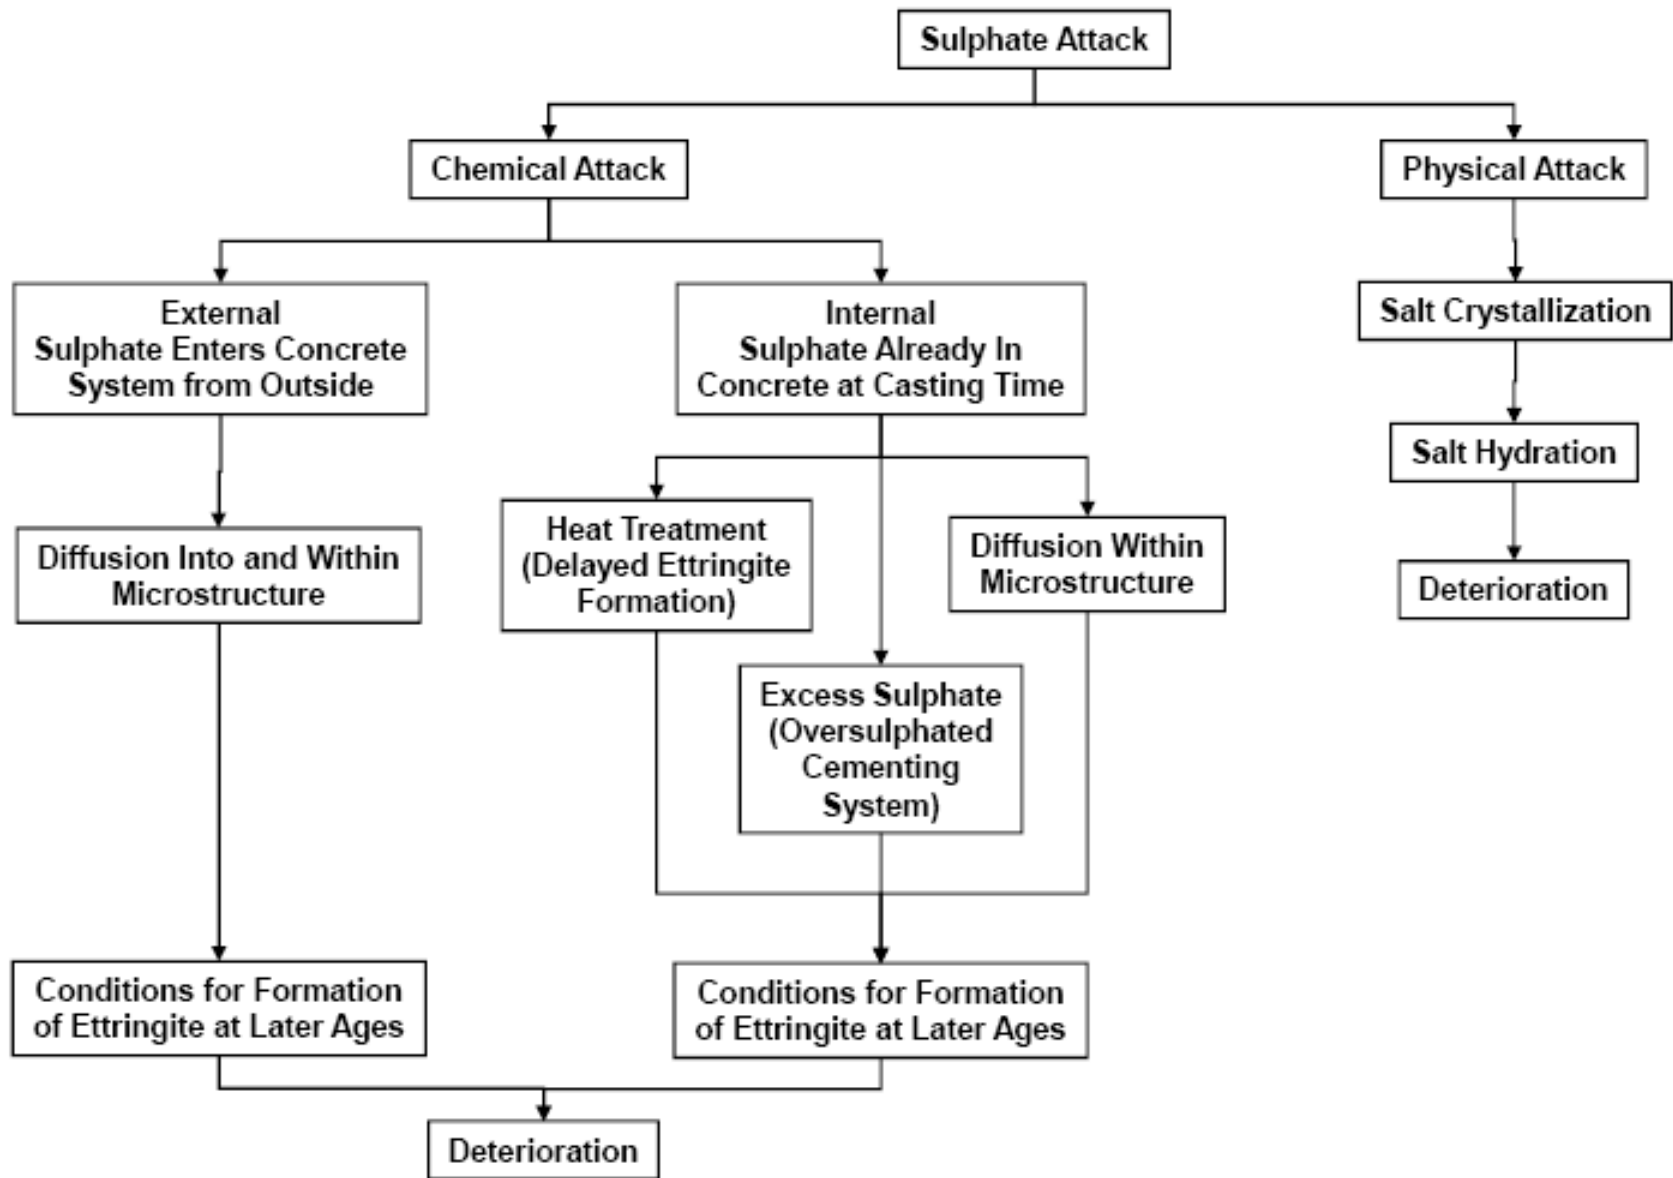 Sulphate Attack
Chemical Attack
Physical Attack
External
Sulphate Enters Concrete
System from Outside
Internal
Sulphate Already In
Concrete at Casting Time
Salt Crystallization
Salt Hydration
Diffusion Into and Within
Microstructure
Heat Treatment
(Delayed Ettringite
Formation)
Diffusion Within
Microstructure
Deterioration
Excess Sulphate
(Oversulphated
Cementing
System)
Conditions for Formation
of Ettringite at Later Ages
Conditions for Formation
of Ettringite at Later Ages
Deterioration